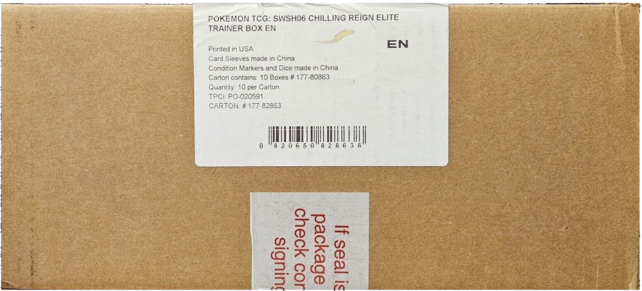 POKEMON TCG: SWSH06 CHILLING REIGN ELITE
TRAINER BOX EN
EN
Printed in USA
Card Sleeves made in China
Condition Markers and Dice made in China
Carton contains: 10 Boxes # 177-80863
Quantity: 10 per Carton
TPCi: PO-020591
CARTON: # 177-82863
0 820650 828638
If seal is
package
check con
signing